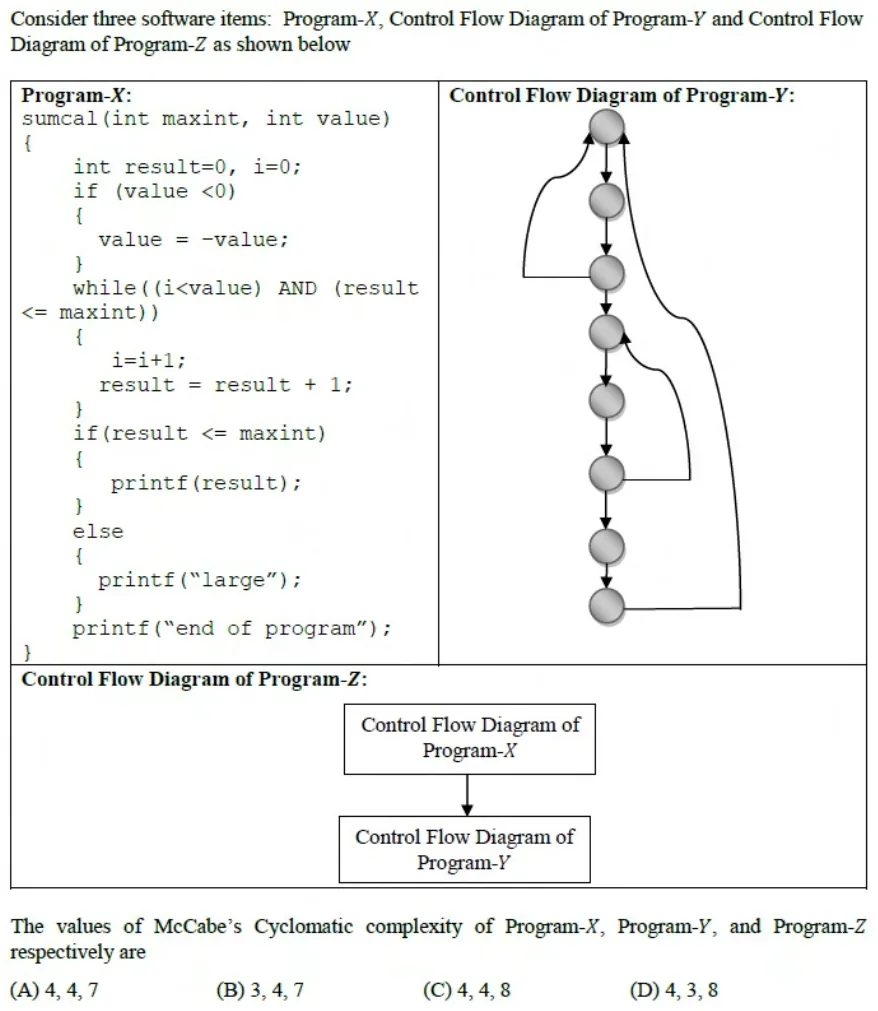 Consider three software items: Program-X, Control Flow Diagram of Program-Y and Control Flow
Diagram of Program-Z as shown below
Program-X:
sumcal(int maxint, int value)
{
int result=0, i=0;
if (value <0)
{
value = -value;
}
while((i<value) AND (result
<= maxint))
{
i=i+1;
result = result + 1;
}
if(result <= maxint)
{
printf(result);
}
else
{
printf(“large”);
}
printf(“end of program”);
}
Control Flow Diagram of Program-Y:
Control Flow Diagram of Program-Z:
Control Flow Diagram of
Program-X
Control Flow Diagram of
Program-Y
The values of McCabe’s Cyclomatic complexity of Program-X, Program-Y, and Program-Z
respectively are
(A) 4, 4, 7 (B) 3, 4, 7 (C) 4, 4, 8 (D) 4, 3, 8